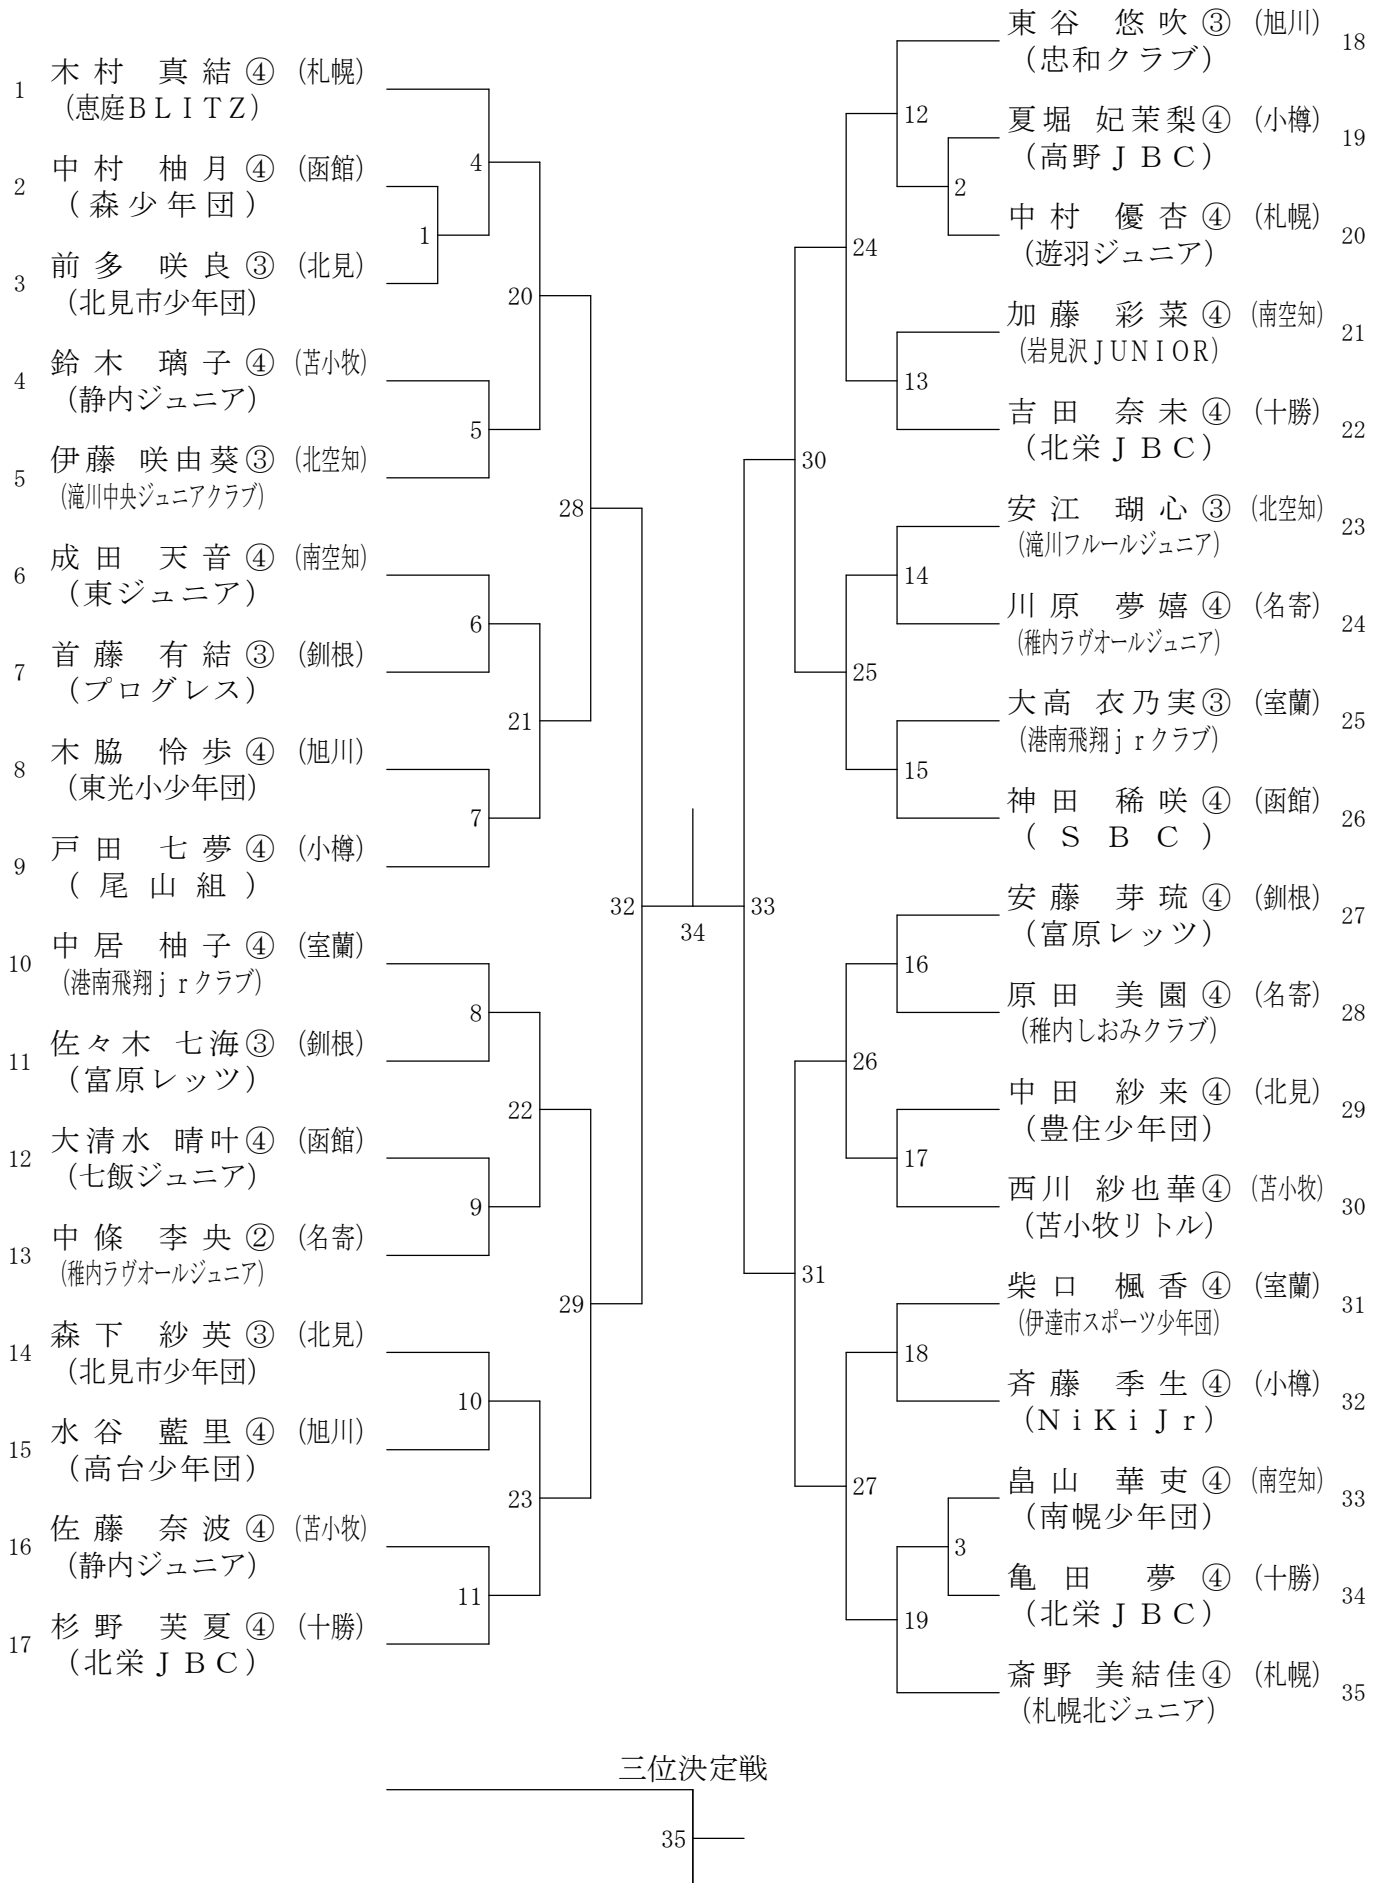 1 木村 真結④ (札幌)
(恵庭BLITZ)
2 中村 柚月④ (函館)
(森少年団)
3 前多 咲良③ (北見)
(北見市少年団)
4 鈴木 璃子④ (苫小牧)
(静内ジュニア)
5 伊藤 咲由葵③ (北空知)
(滝川中央ジュニアクラブ)
6 成田 天音④ (南空知)
(東ジュニア)
7 首藤 有結③ (釧根)
(プログレス)
8 木脇 怜歩④ (旭川)
(東光小少年団)
9 戸田 七夢④ (小樽)
(尾山組)
10 中居 柚子④ (室蘭)
(港南飛翔jrクラブ)
11 佐々木 七海③ (釧根)
(富原レッツ)
12 大清水 晴叶④ (函館)
(七飯ジュニア)
13 中條 李央② (名寄)
(稚内ラヴオールジュニア)
14 森下 紗英③ (北見)
(北見市少年団)
15 水谷 藍里④ (旭川)
(高台少年団)
16 佐藤 奈波④ (苫小牧)
(静内ジュニア)
17 杉野 芙夏④ (十勝)
(北栄JBC)
1
4
5
20
6
7
21
28
8
9
22
10
11
23
29
32
34
33
30
31
24
25
26
27
12
2
13
14
15
16
17
18
3
19
東谷 悠吹③ (旭川) 18
(忠和クラブ)
夏堀 妃茉梨④ (小樽) 19
(高野JBC)
中村 優杏④ (札幌) 20
(遊羽ジュニア)
加藤 彩菜④ (南空知) 21
(岩見沢JUNIOR)
吉田 奈未④ (十勝) 22
(北栄JBC)
安江 瑚心③ (北空知) 23
(滝川フルールジュニア)
川原 夢嬉④ (名寄) 24
(稚内ラヴオールジュニア)
大高 衣乃実③ (室蘭) 25
(港南飛翔jrクラブ)
神田 稀咲④ (函館) 26
(SBC)
安藤 芽琉④ (釧根) 27
(富原レッツ)
原田 美園④ (名寄) 28
(稚内しおみクラブ)
中田 紗来④ (北見) 29
(豊住少年団)
西川 紗也華④ (苫小牧) 30
(苫小牧リトル)
柴口 楓香④ (室蘭) 31
(伊達市スポーツ少年団)
斉藤 季生④ (小樽) 32
(NiKiJr)
畠山 華吏④ (南空知) 33
(南幌少年団)
亀田 夢④ (十勝) 34
(北栄JBC)
斎野 美結佳④ (札幌) 35
(札幌北ジュニア)
三位決定戦
35